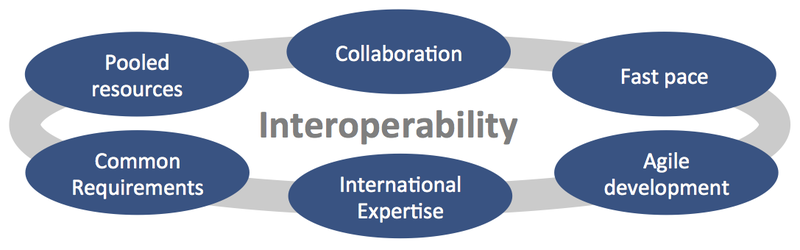 Collaboration
Pooled
resources
Fast pace
Interoperability
Common
Requirements
International
Expertise
Agile
development